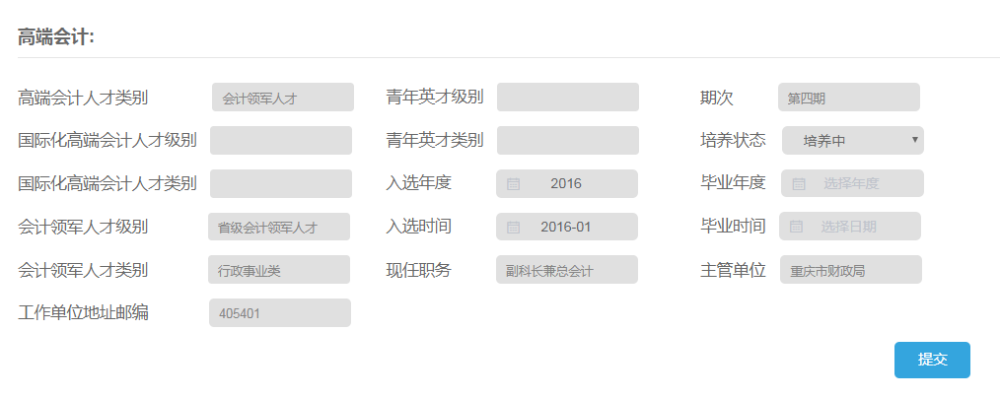 高端会计:
高端会计人才类别 会计领军人才 青年英才级别 期次 第四期
国际化高端会计人才级别 青年英才类别 培养状态 培养中
国际化高端会计人才类别 入选年度 2016 毕业年度 选择年度
会计领军人才级别 省级会计领军人才 入选时间 2016-01 毕业时间 选择日期
会计领军人才类别 行政事业类 现任职务 副科长兼总会计 主管单位 重庆市财政局
工作单位地址邮编 405401
提交